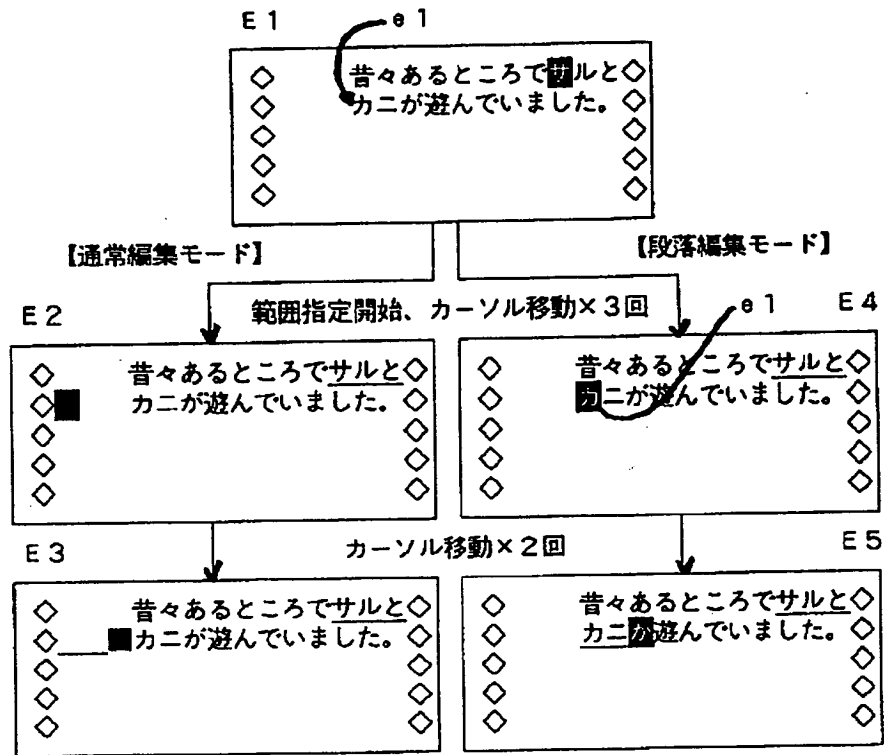 E1 e1
◇ 昔々あるところでサルと◇
◇ カニが遊んでいました。◇
◇ ◇
◇ ◇
◇ ◇
【通常編集モード】 【段落編集モード】
範囲指定開始、カーソル移動×3回
E2
◇ 昔々あるところでサルと◇
◇ カニが遊んでいました。◇
◇ ◇
◇ ◇
◇ ◇
e1 E4
◇ 昔々あるところでサルと◇
◇ カニが遊んでいました。◇
◇ ◇
◇ ◇
◇ ◇
カーソル移動×2回
E3
◇ 昔々あるところでサルと◇
◇ カニが遊んでいました。◇
◇ ◇
◇ ◇
◇ ◇
E5
◇ 昔々あるところでサルと◇
◇ カニが遊んでいました。◇
◇ ◇
◇ ◇
◇ ◇